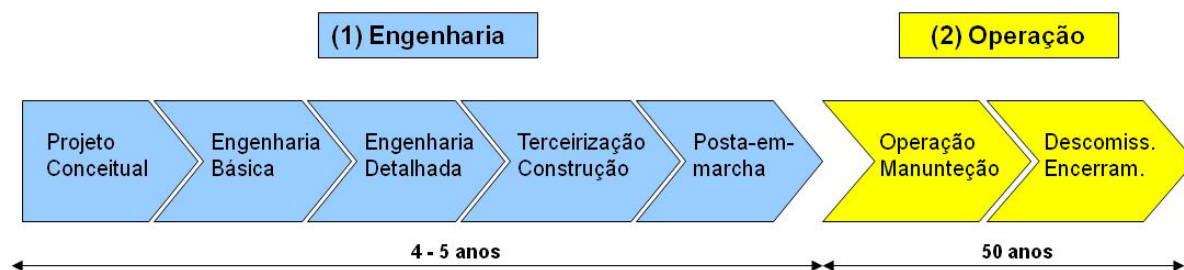 (1) Engenharia
(2) Operação
Projeto
Conceitual
Engenharia
Básica
Engenharia
Detalhada
Terceirização
Construção
Posta-em-
marcha
Operação
Manunteção
Descomiss.
Encerram.
4 - 5 anos
50 anos